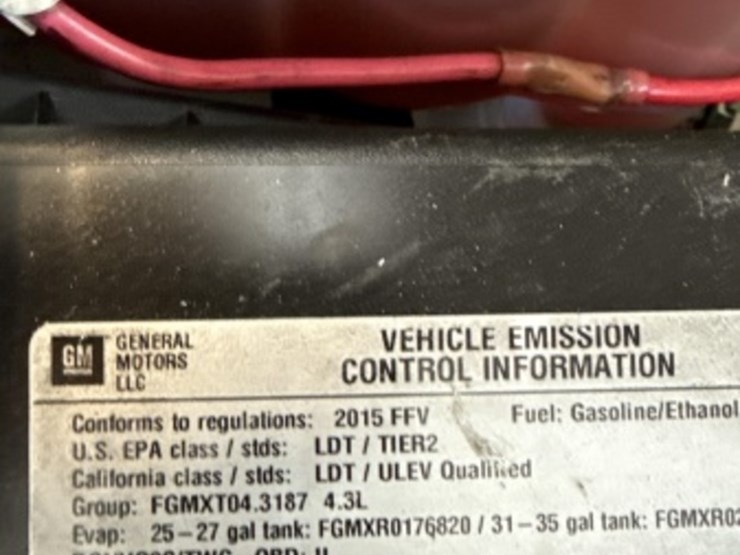 GM GENERAL MOTORS LLC
VEHICLE EMISSION
CONTROL INFORMATION
Conforms to regulations: 2015 FFV Fuel: Gasoline/Ethanol
U.S. EPA class / stds: LDT / TIER2
California class / stds: LDT / ULEV Qualified
Group: FGMXT04.3187 4.3L
Evap: 25-27 gal tank: FGMXR0176820 / 31-35 gal tank: FGMXR02